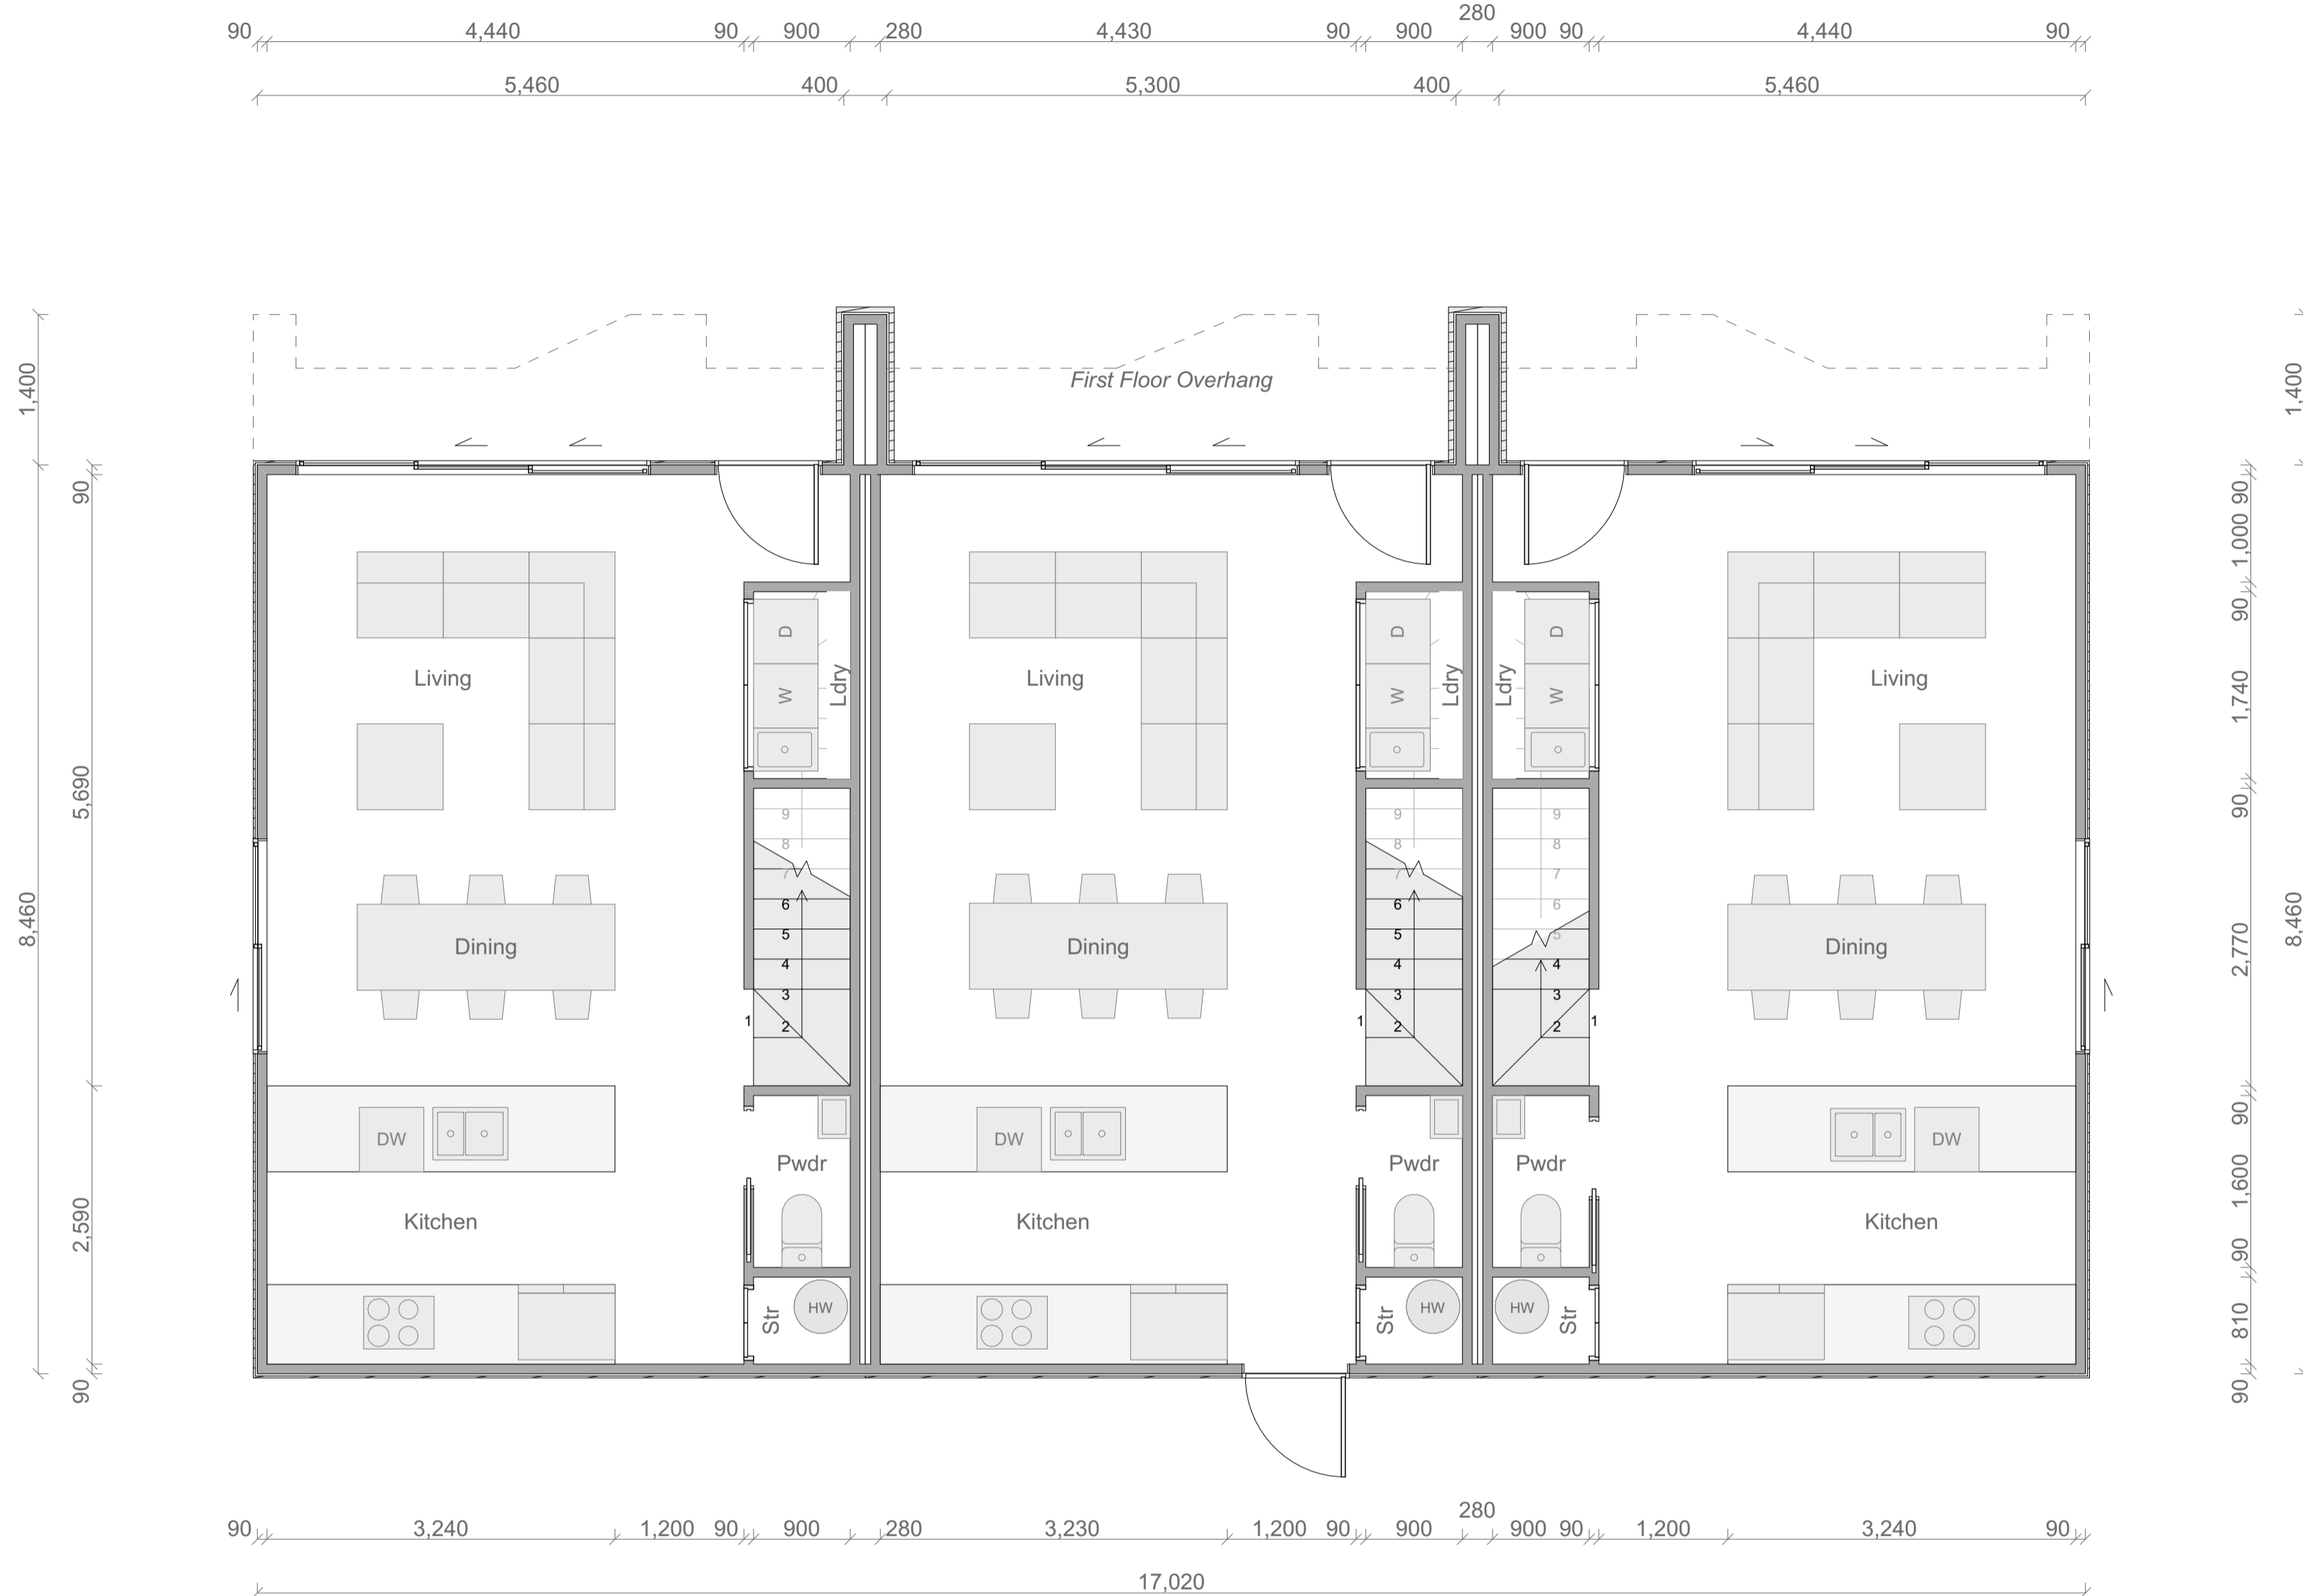 280
90 4,440 90 900 280 4,430 90 900 900 90 4,440 90
5,460 400 5,300 400 5,460
First Floor Overhang
1,400 1,400
90 90
1,000
90
D D D
Living Living Living
W Ldry W Ldry Ldry W
1,740
5,690
90
9 9 9
8 8 8
7 7 7
6 6 6
8,460 8,460
5 5 5
Dining Dining Dining
2,770
4 4 4
3 3 3
1 2 1 2 2 1
90
DW DW DW
Pwdr Pwdr Pwdr
1,600
2,590
Kitchen Kitchen Kitchen
90
Str HW Str HW HW Str
810
90 90
280
90 3,240 1,200 90 900 280 3,230 1,200 90 900 900 90 1,200 3,240 90
17,020